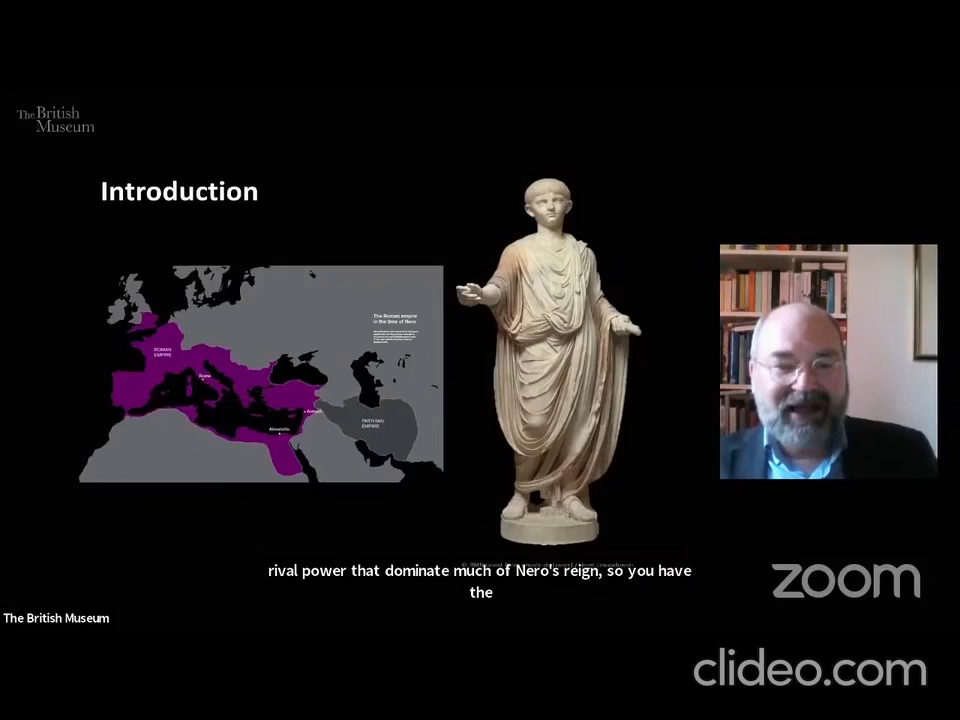 The British
Museum
Introduction
The Roman empire
in the time of Nero
ROMAN
EMPIRE
Rome
Antioch
PARTHIAN
EMPIRE
Alexandria
rival power that dominate much of Nero's reign, so you have
the
zoom
The British Museum
clideo.com